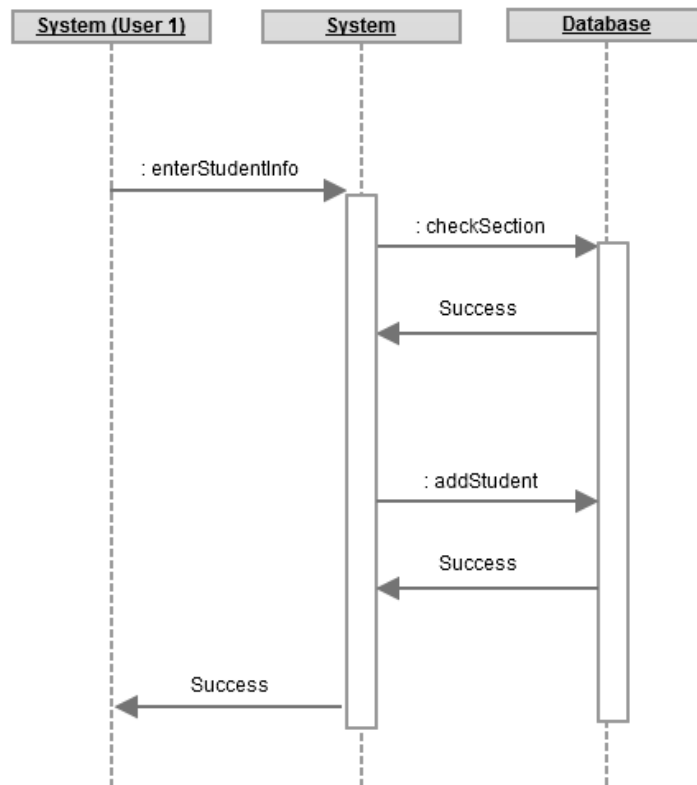 System (User 1)
System
Database
: enterStudentInfo
: checkSection
Success
: addStudent
Success
Success